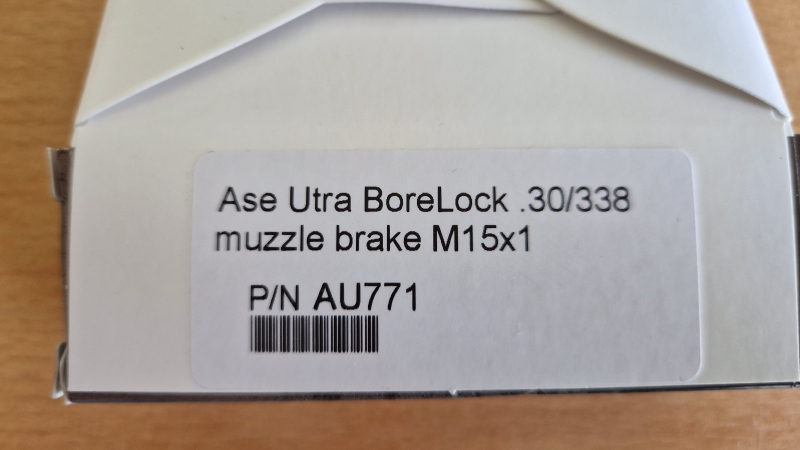 Ase Utra BoreLock .30/338
muzzle brake M15x1
P/N AU771